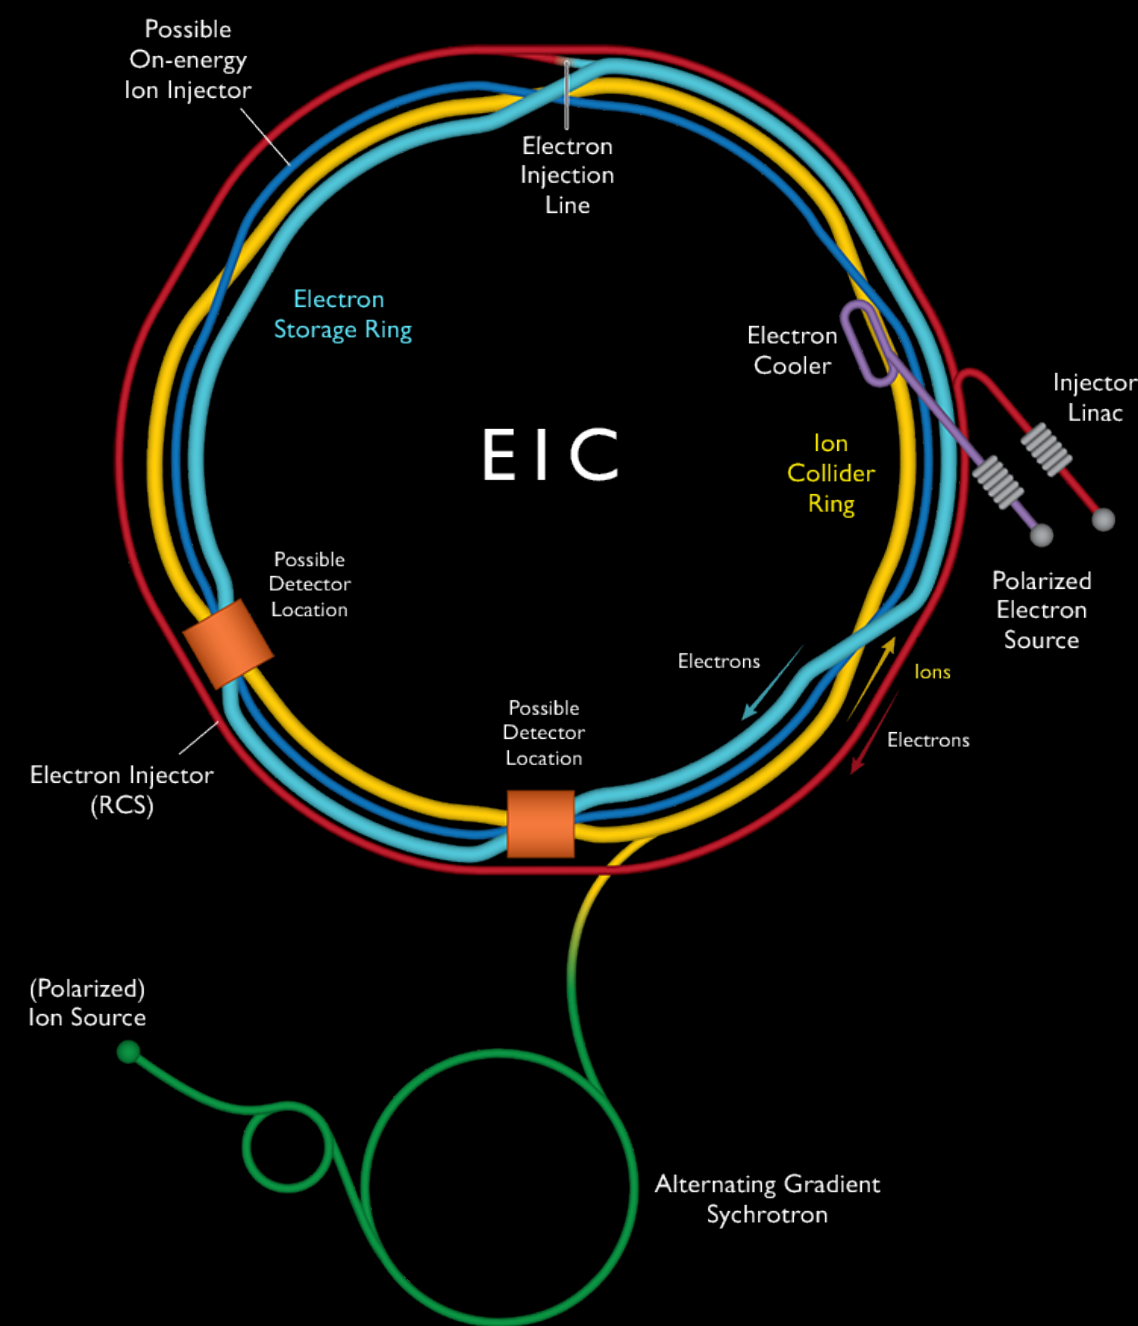 Possible
On-energy
Ion Injector
Electron
Injection
Line
Electron
Storage Ring
Electron
Cooler
Injector
Linac
EIC
Ion
Collider
Ring
Possible
Detector
Location
Polarized
Electron
Source
Electrons
Ions
Possible
Detector
Location
Electrons
Electron Injector
(RCS)
(Polarized)
Ion Source
Alternating Gradient
Sychrotron